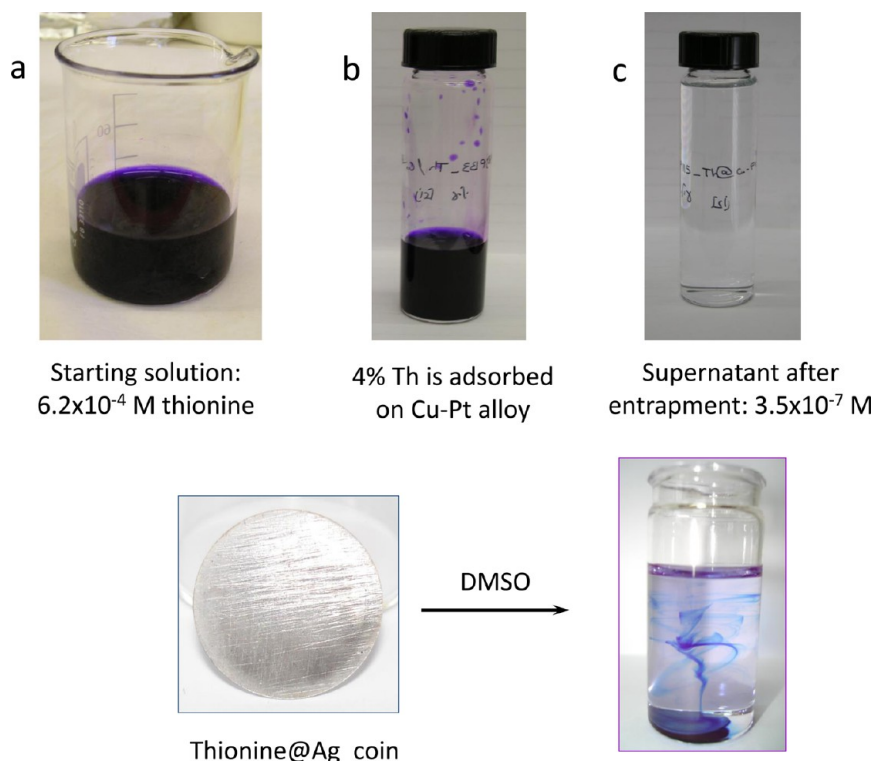 a
b
c
60
Starting solution:
6.2x10⁻⁴ M thionine
4% Th is adsorbed
on Cu-Pt alloy
Supernatant after
entrapment: 3.5x10⁻⁷ M
DMSO
Thionine@Ag coin